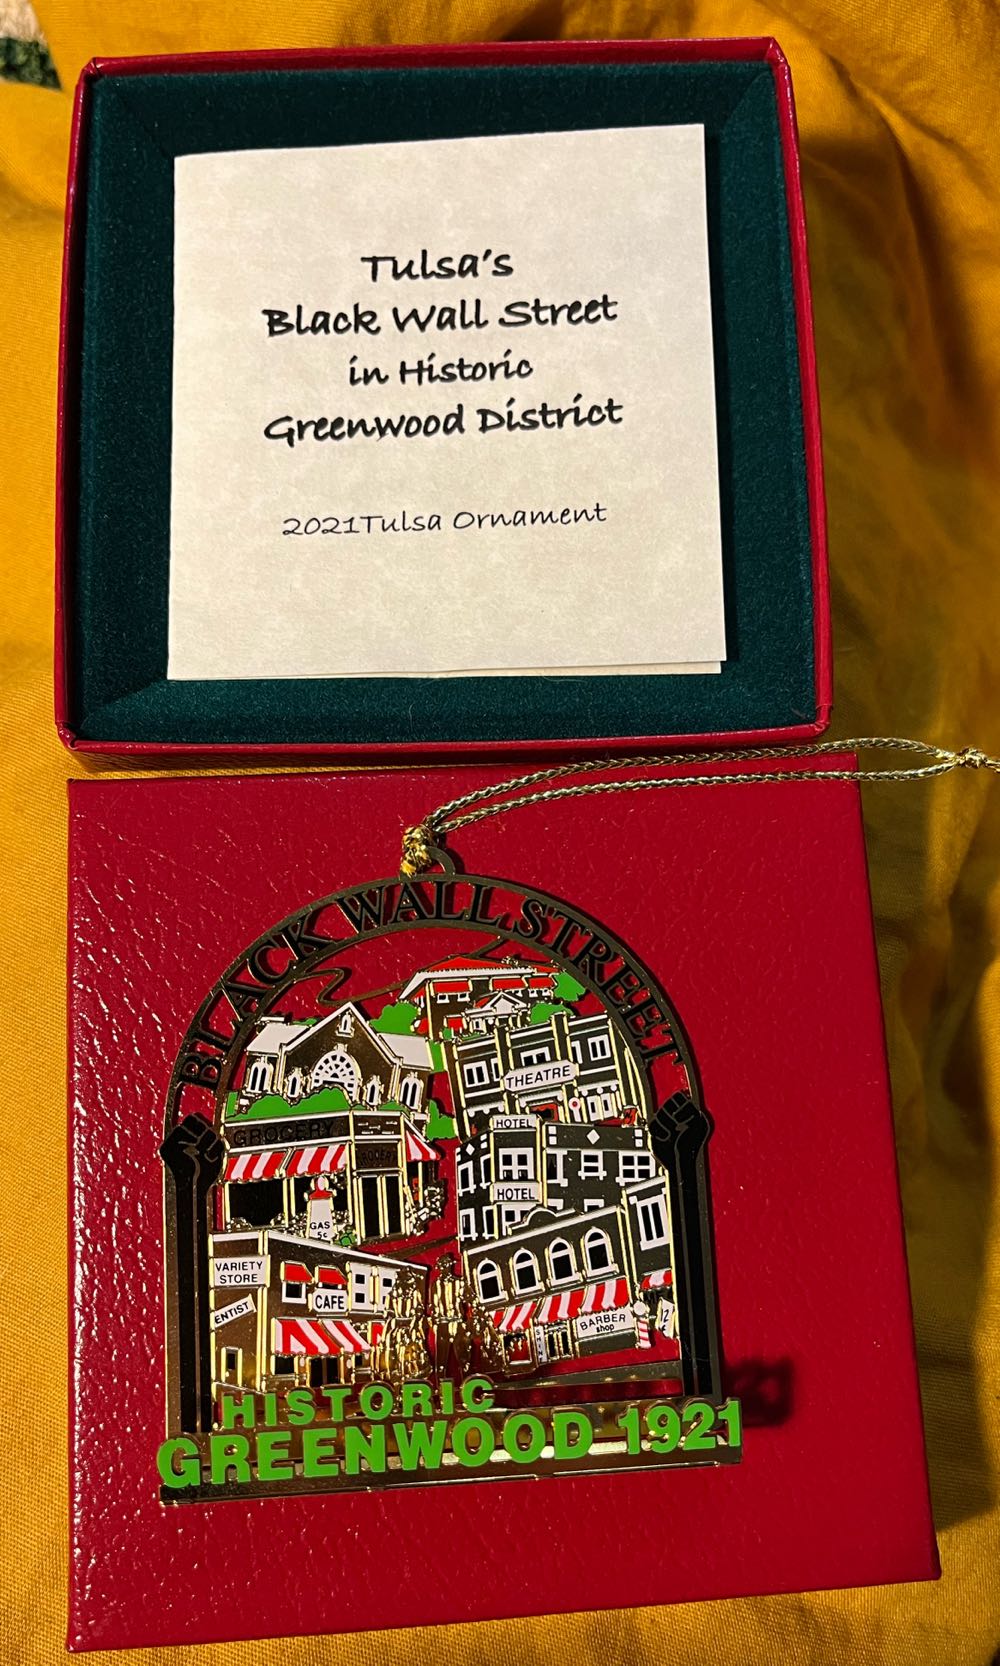 Tulsa's
Black Wall Street
in Historic
Greenwood District
2021Tulsa Ornament
BLACK WALL STREET
THEATRE
HOTEL
GROCERY
GROCERY
HOTEL
GAS
5¢
VARIETY
STORE
CAFE
ENTIST
BARBER
shop
HISTORIC
GREENWOOD 1921